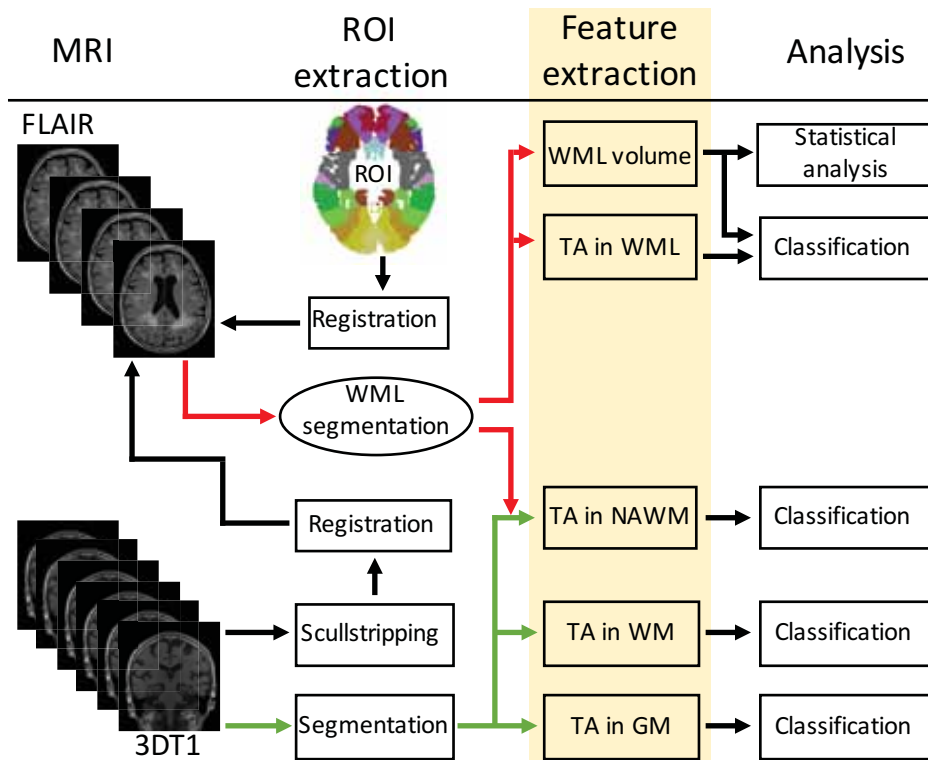 MRI
ROI
extraction
Feature
extraction
Analysis
FLAIR
ROI
WML volume
Statistical
analysis
TA in WML
Classification
Registration
WML
segmentation
Registration
TA in NAWM
Classification
Scullstripping
TA in WM
Classification
3DT1
Segmentation
TA in GM
Classification